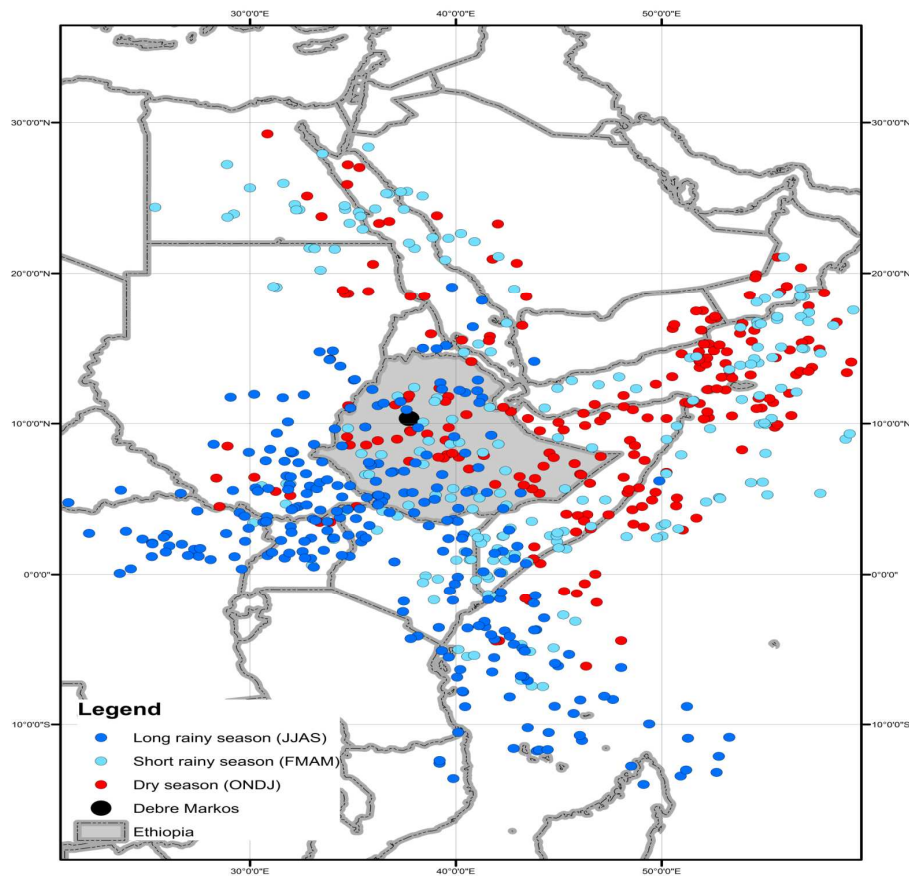 30°0'0"E 40°0'0"E 50°0'0"E
30°0'0"N 30°0'0"N
20°0'0"N 20°0'0"N
10°0'0"N 10°0'0"N
0°0'0" 0°0'0"
10°0'0"S 10°0'0"S
Legend
Long rainy season (JJAS)
Short rainy season (FMAM)
Dry season (ONDJ)
Debre Markos
Ethiopia
30°0'0"E 40°0'0"E 50°0'0"E